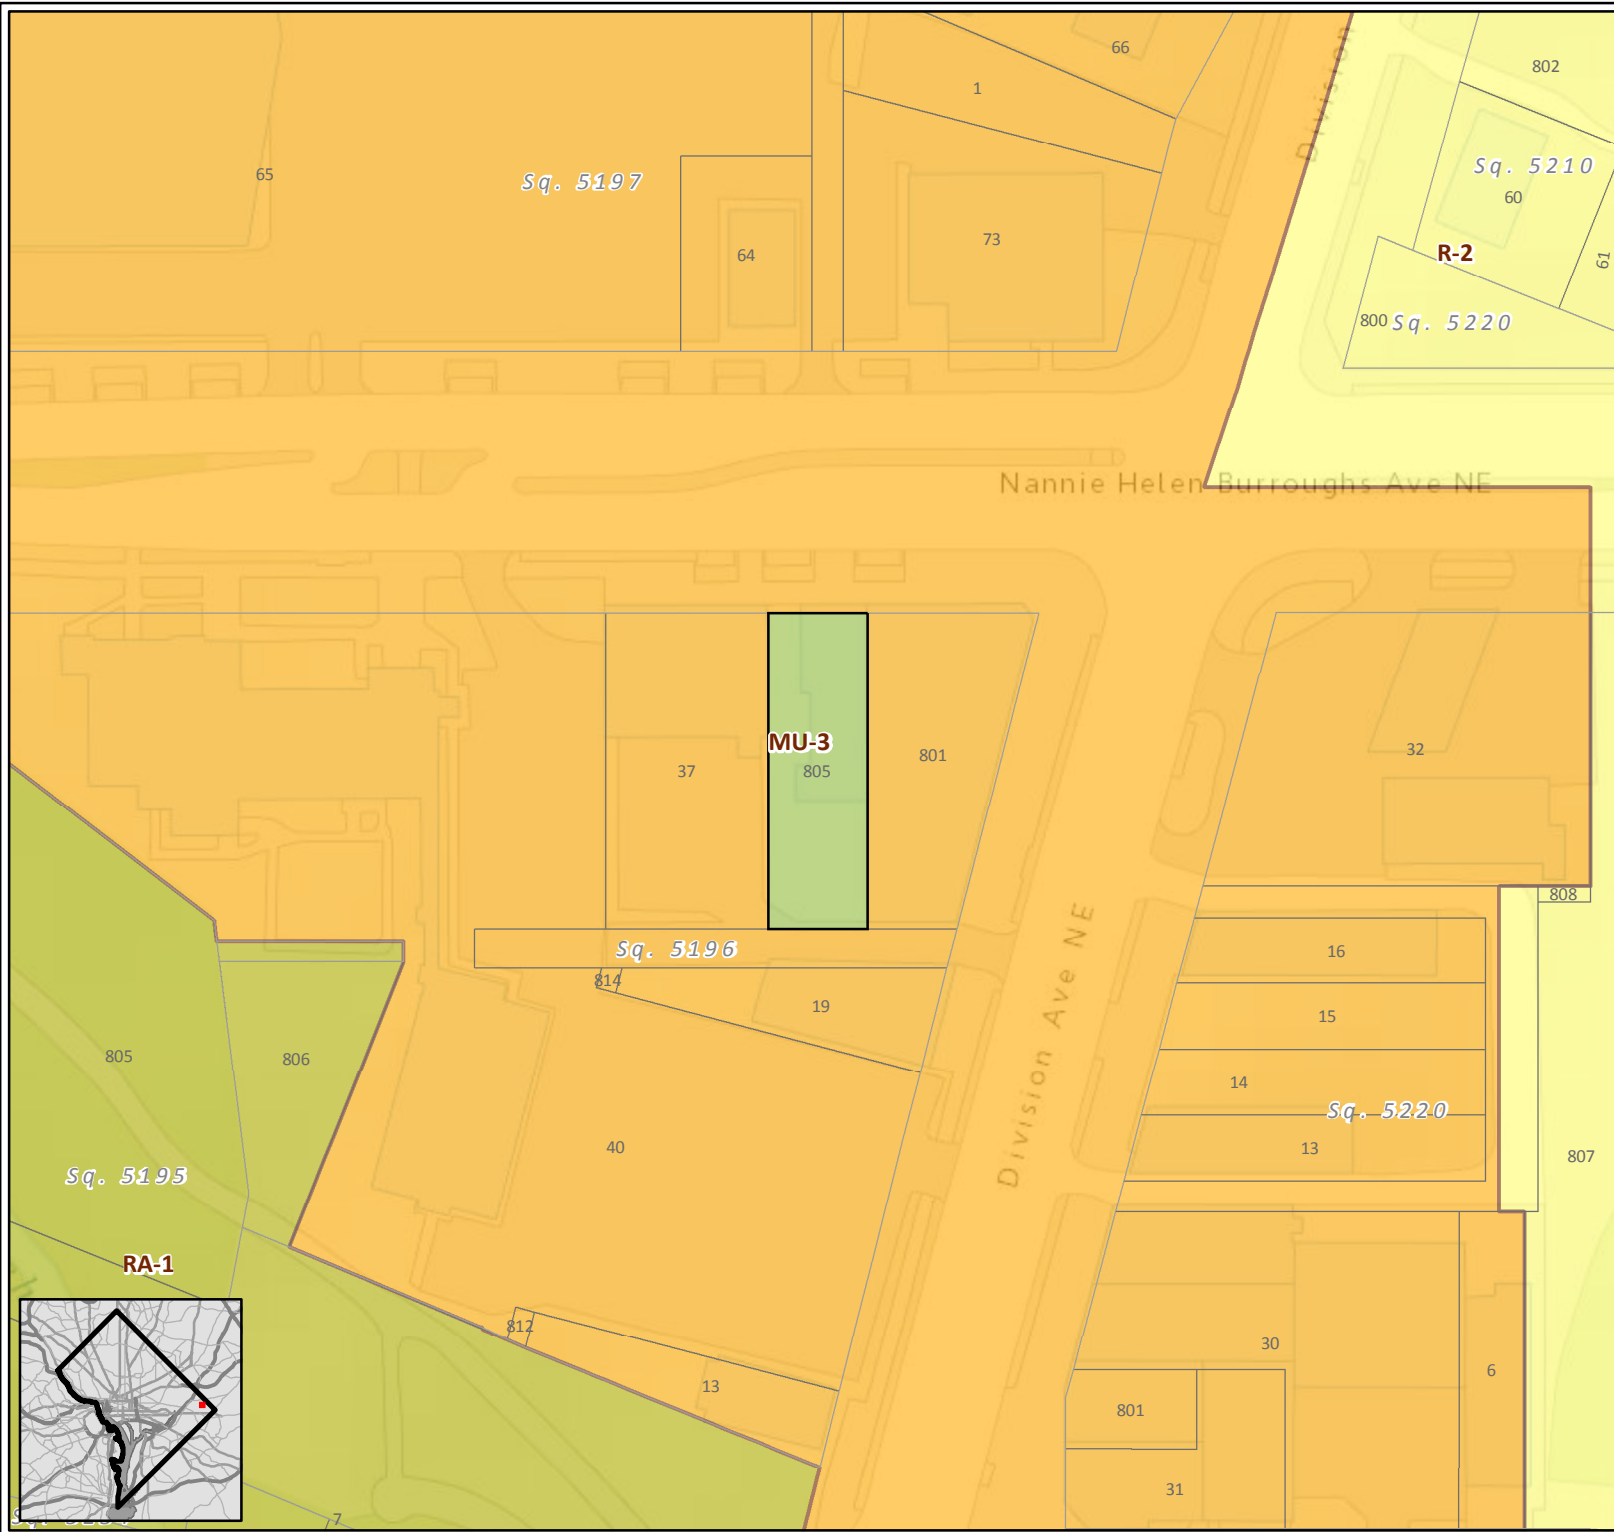 66
802
1
Division
65
Sq. 5197
Sq. 5210
60
64
73
R-2
61
800
Sq. 5220
Nannie Helen Burroughs Ave NE
MU-3
37
805
801
32
808
Sq. 5196
16
814
19
15
805
806
14
Sq. 5220
40
13
807
Sq. 5195
Division Ave NE
RA-1
812
13
30
6
801
31
7